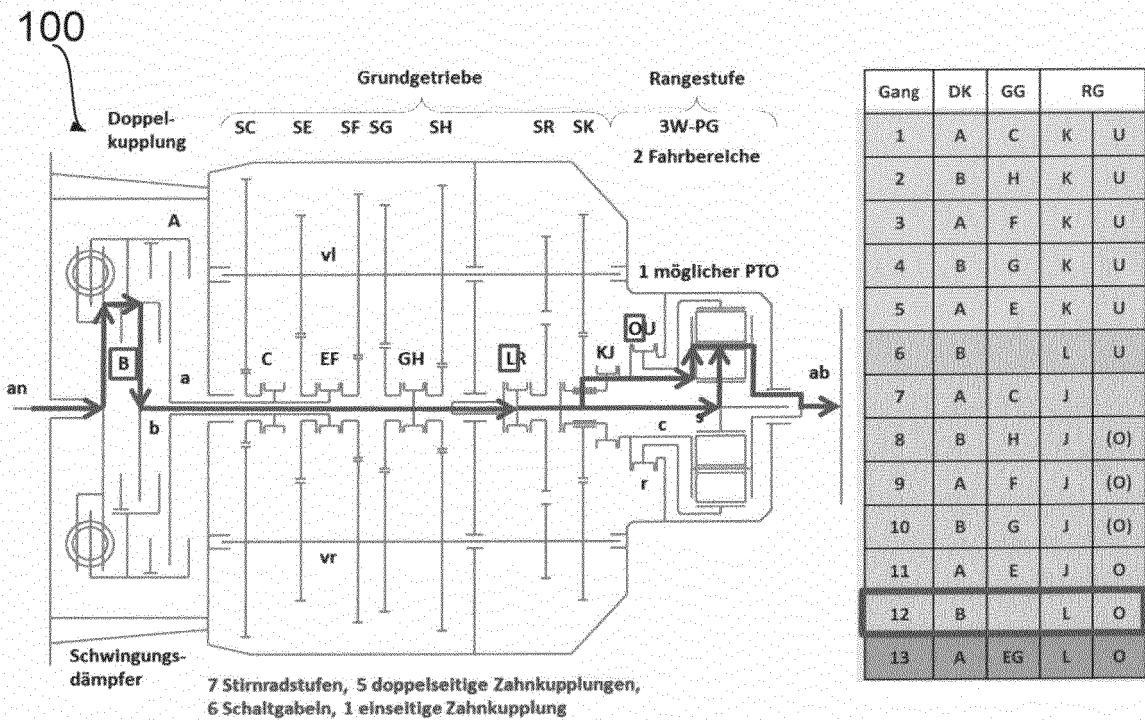 100
Grundgetriebe
Rangestufe
Doppel-
kupplung
SC SE SF SG SH SR SK
3W-PG
2 Fahrbereiche
A
vl
1 möglicher PTO
OU
C EF GH LR KJ
B
an
a
ab
b
c
s
r
vr
Schwingungs-
dämpfer
7 Stirnradstufen, 5 doppelseitige Zahnkupplungen,
6 Schaltgabeln, 1 einseitige Zahnkupplung
Gang DK GG RG
1 A C K U
2 B H K U
3 A F K U
4 B G K U
5 A E K U
6 B L U
7 A C J
8 B H J (O)
9 A F J (O)
10 B G J (O)
11 A E J O
12 B L O
13 A EG L O